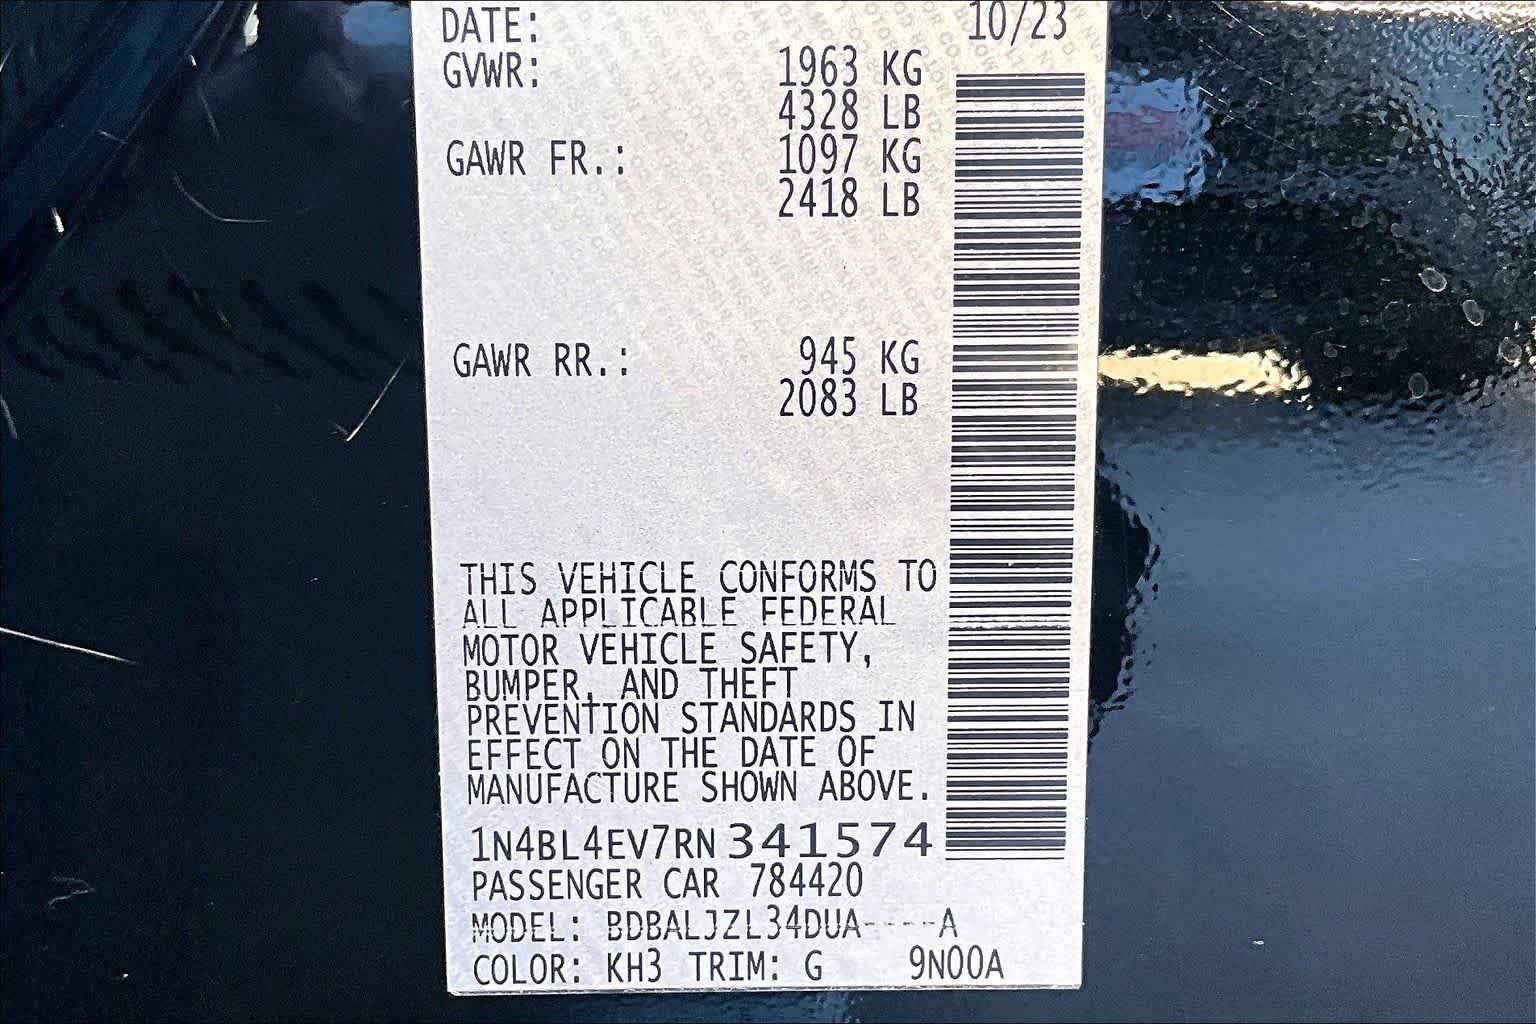 DATE: 10/23
GVWR: 1963 KG
4328 LB
GAWR FR.: 1097 KG
2418 LB
GAWR RR.: 945 KG
2083 LB
THIS VEHICLE CONFORMS TO
ALL APPLICABLE FEDERAL
MOTOR VEHICLE SAFETY,
BUMPER, AND THEFT
PREVENTION STANDARDS IN
EFFECT ON THE DATE OF
MANUFACTURE SHOWN ABOVE.
1N4BL4EV7RN341574
PASSENGER CAR 784420
MODEL: BDBALJZL34DUA----A
COLOR: KH3 TRIM: G 9N00A